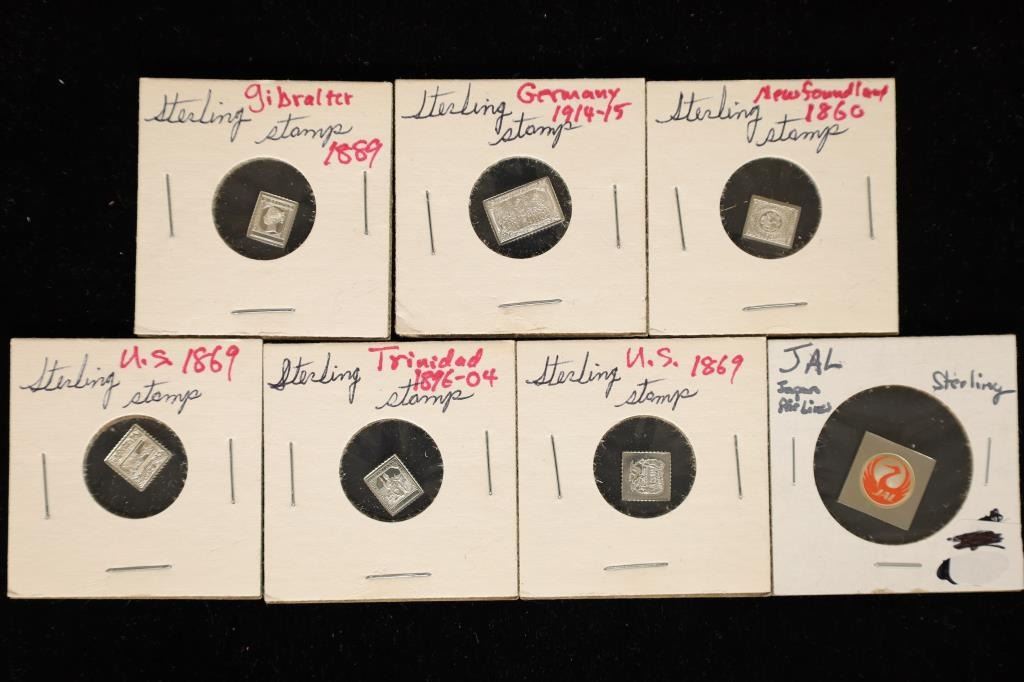 Gibralter
Sterling
stamp
1889
Germany
Sterling 1914-15
stamp
Newfoundland
Sterling 1860
stamp
U.S. 1869
Sterling
stamp
Trinidad
Sterling 1896-04
stamp
U.S. 1869
Sterling
stamp
JAL
Sterling
Japan
Air Lines
JAL